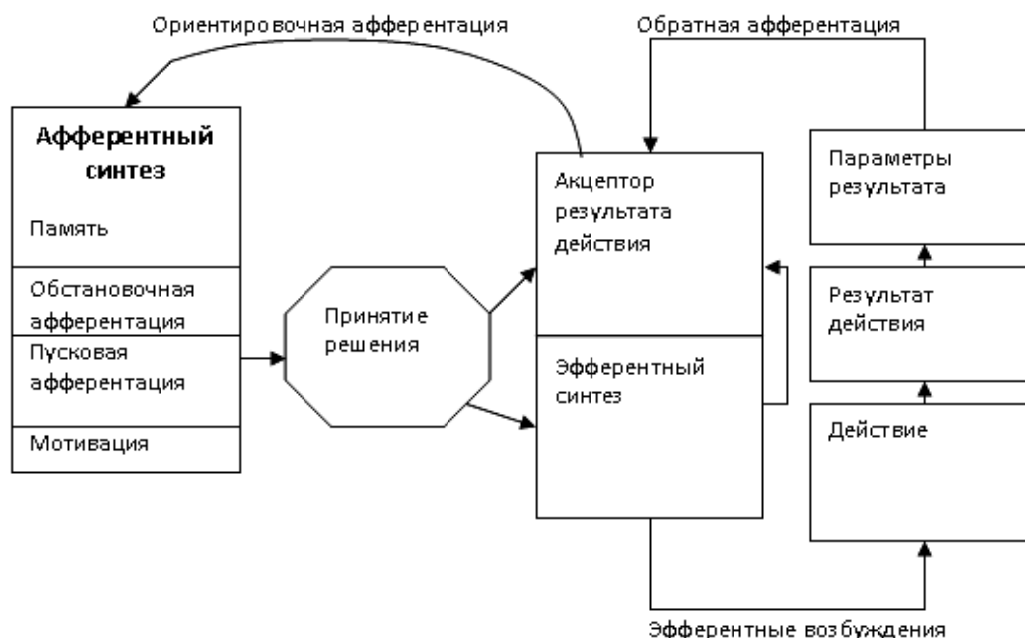 Ориентировочная афферентация
Обратная афферентация
Афферентный
синтез
Память
Обстановочная
афферентация
Пусковая
афферентация
Мотивация
Принятие
решения
Акцептор
результата
действия
Эфферентный
синтез
Параметры
результата
Результат
действия
Действие
Эфферентные возбуждения